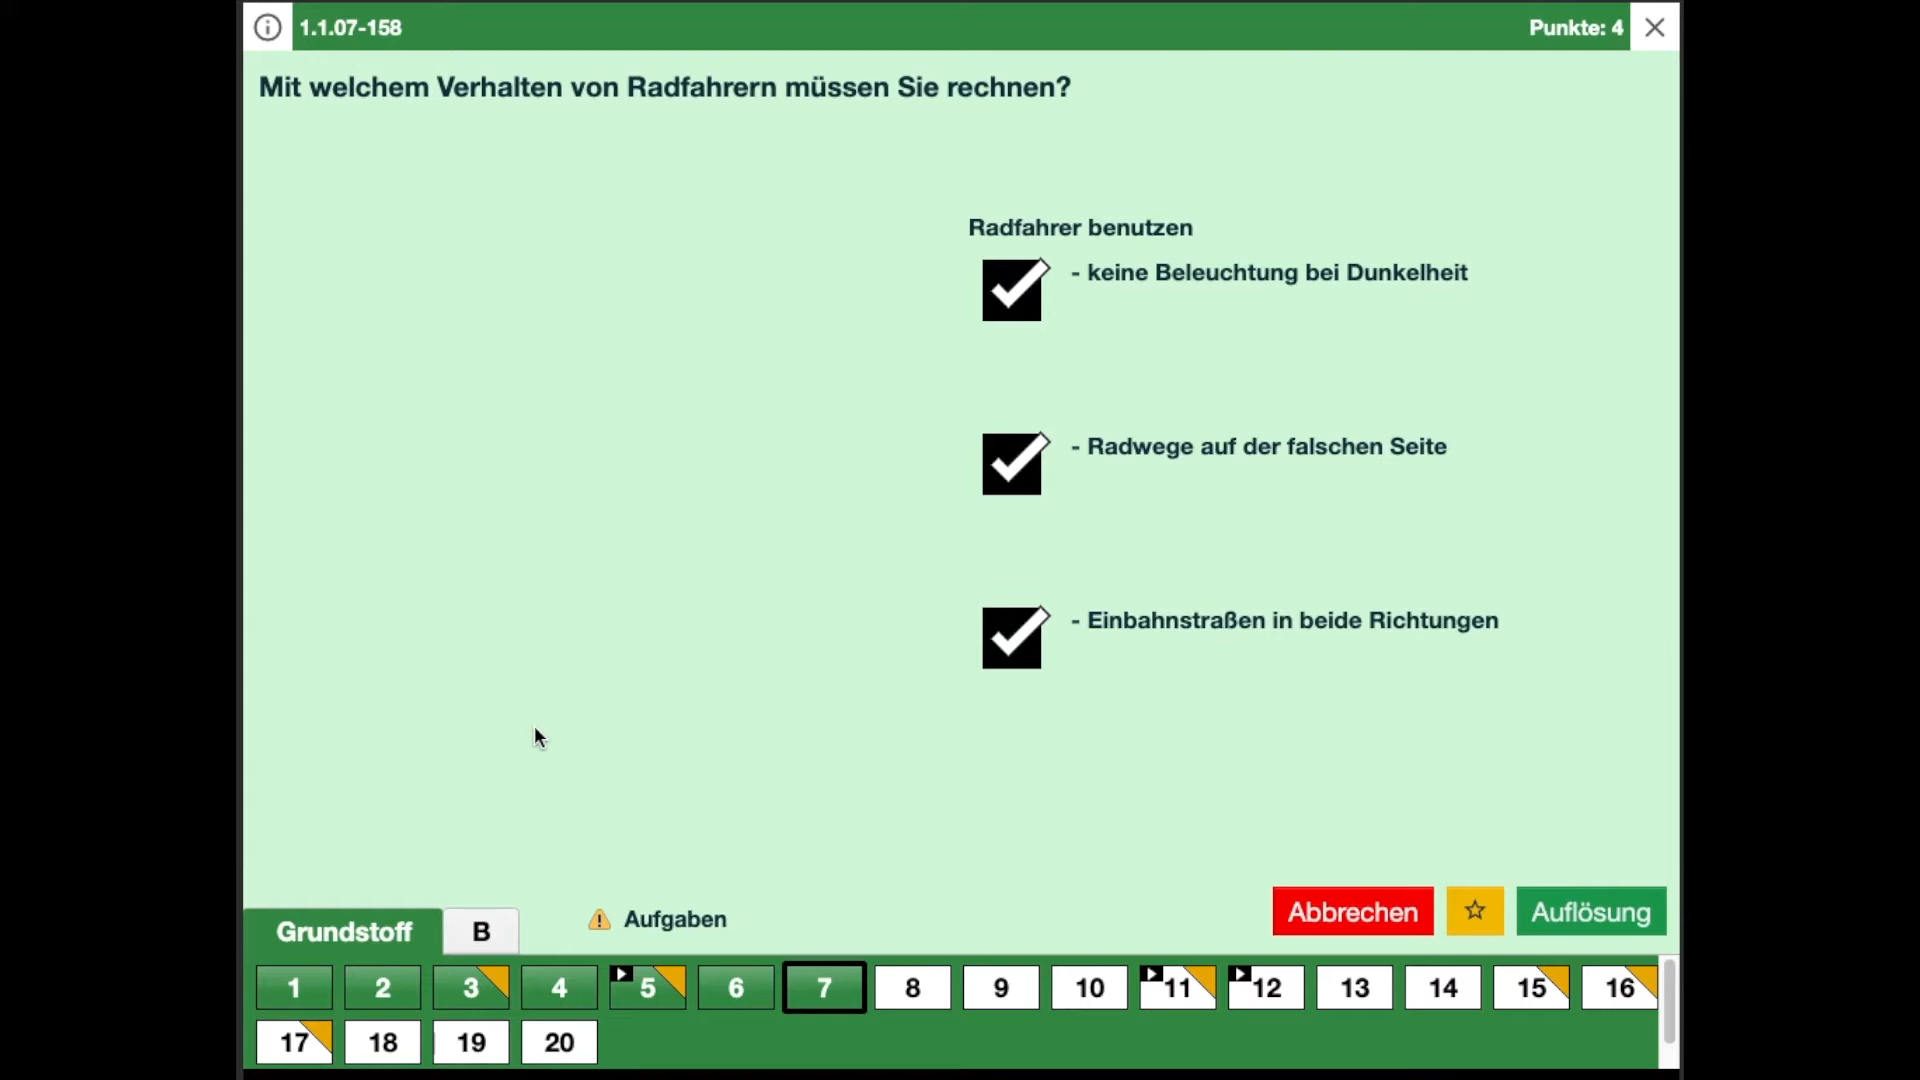 1.1.07-158
Punkte: 4
Mit welchem Verhalten von Radfahrern müssen Sie rechnen?
Radfahrer benutzen
- keine Beleuchtung bei Dunkelheit
- Radwege auf der falschen Seite
- Einbahnstraßen in beide Richtungen
Abbrechen
Auflösung
Grundstoff
B
Aufgaben
1 2 3 4 5 6 7 8 9 10 11 12 13 14 15 16
17 18 19 20